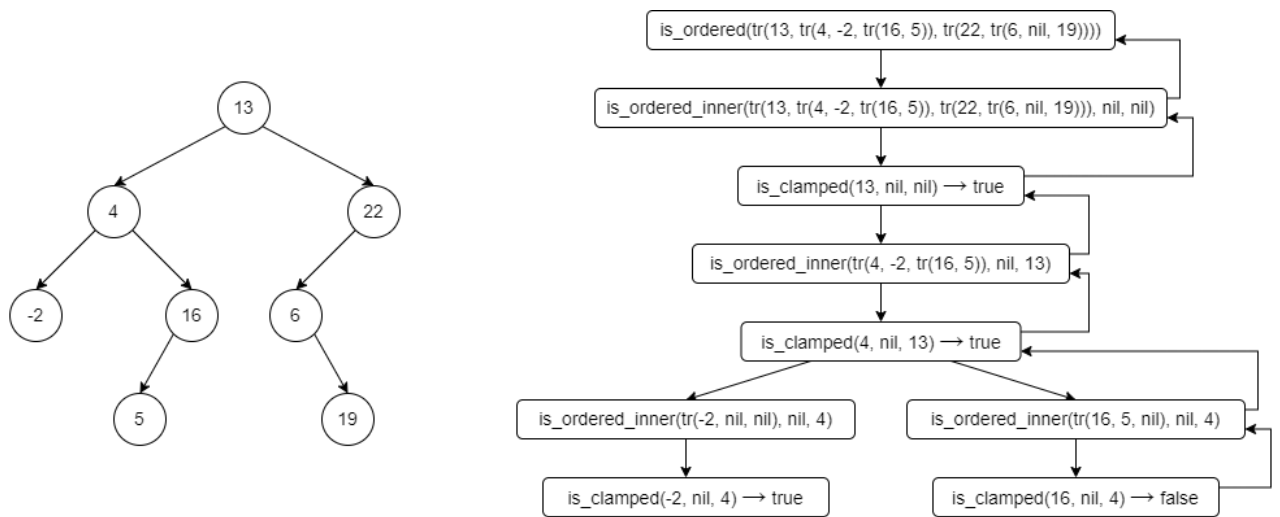 13
4
22
-2
16
6
5
19
is_ordered(tr(13, tr(4, -2, tr(16, 5)), tr(22, tr(6, nil, 19))))
is_ordered_inner(tr(13, tr(4, -2, tr(16, 5)), tr(22, tr(6, nil, 19))), nil, nil)
is_clamped(13, nil, nil) → true
is_ordered_inner(tr(4, -2, tr(16, 5)), nil, 13)
is_clamped(4, nil, 13) → true
is_ordered_inner(tr(-2, nil, nil), nil, 4)
is_ordered_inner(tr(16, 5, nil), nil, 4)
is_clamped(-2, nil, 4) → true
is_clamped(16, nil, 4) → false